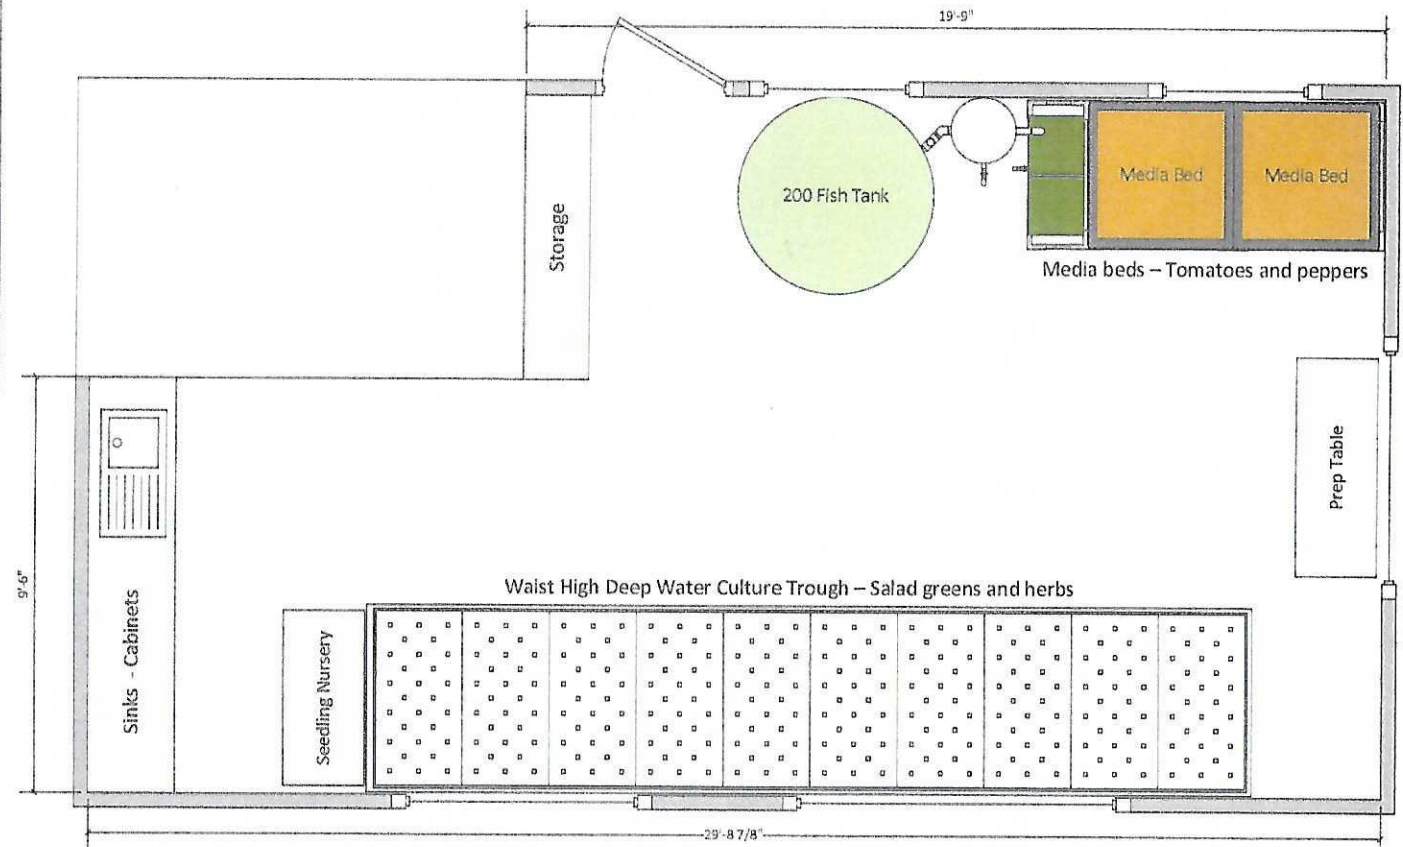 19'-9"
200 Fish Tank
Media Bed
Media Bed
Storage
Media beds – Tomatoes and peppers
Prep Table
9'-6"
Sinks - Cabinets
Waist High Deep Water Culture Trough – Salad greens and herbs
Seedling Nursery
29'-8 7/8"